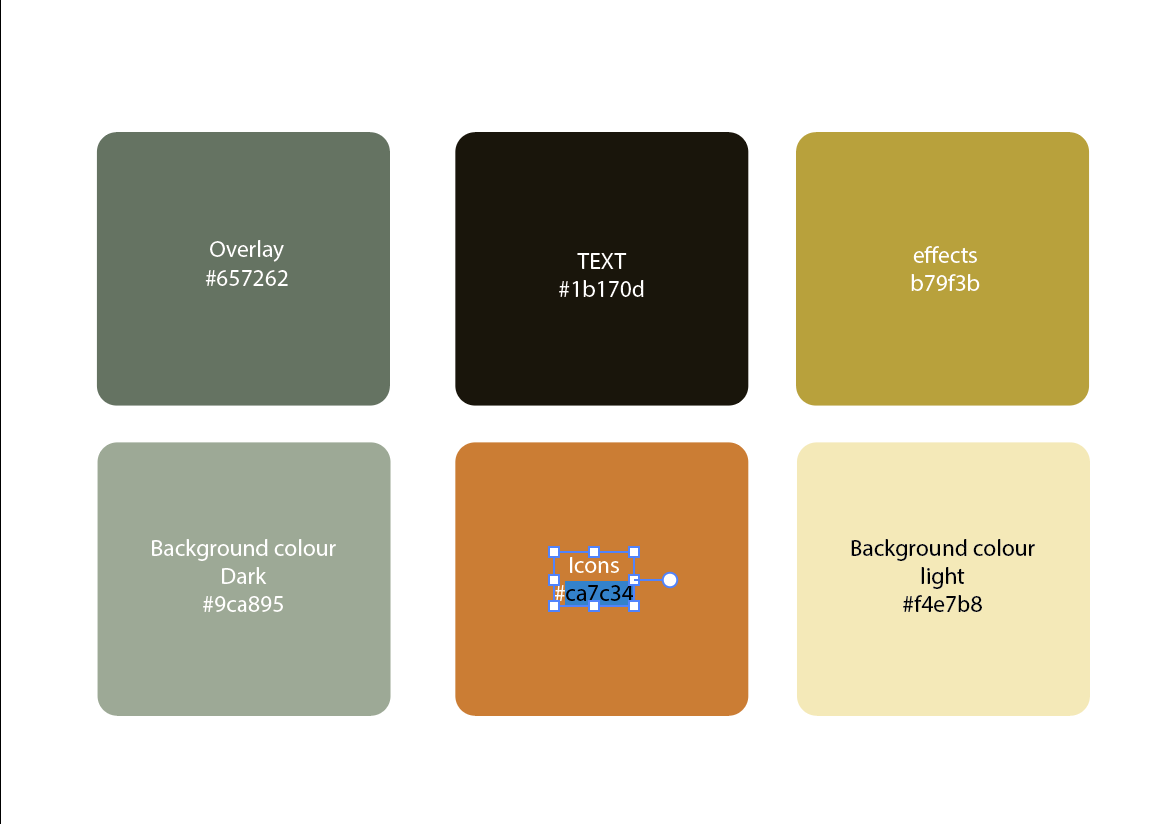 Overlay
#657262
TEXT
#1b170d
effects
b79f3b
Background colour
Dark
#9ca895
Icons
#ca7c34
Background colour
light
#f4e7b8